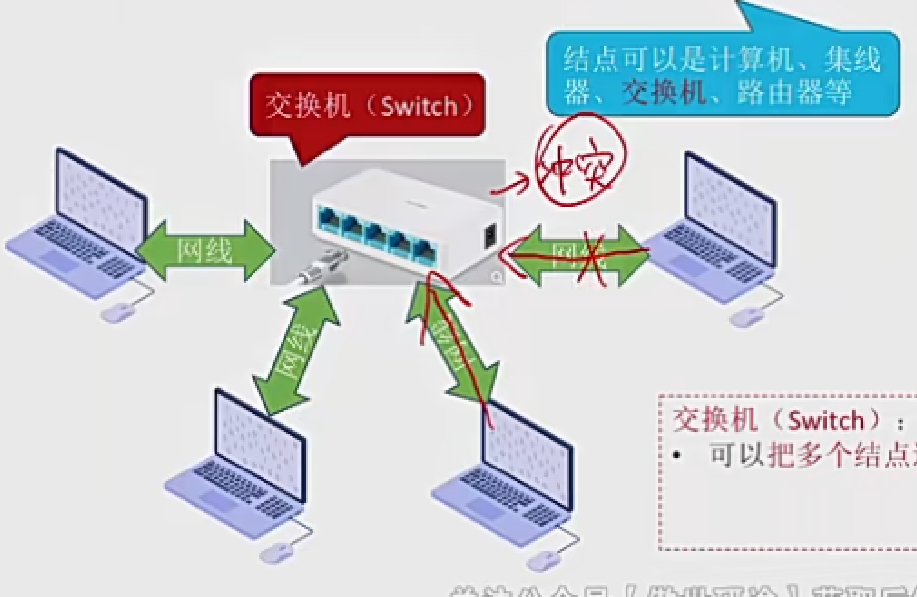 结点可以是计算机、集线
器、交换机、路由器等
交换机（Switch）
冲突
网线
网线
网线
网线
交换机（Switch）：
• 可以把多个结点